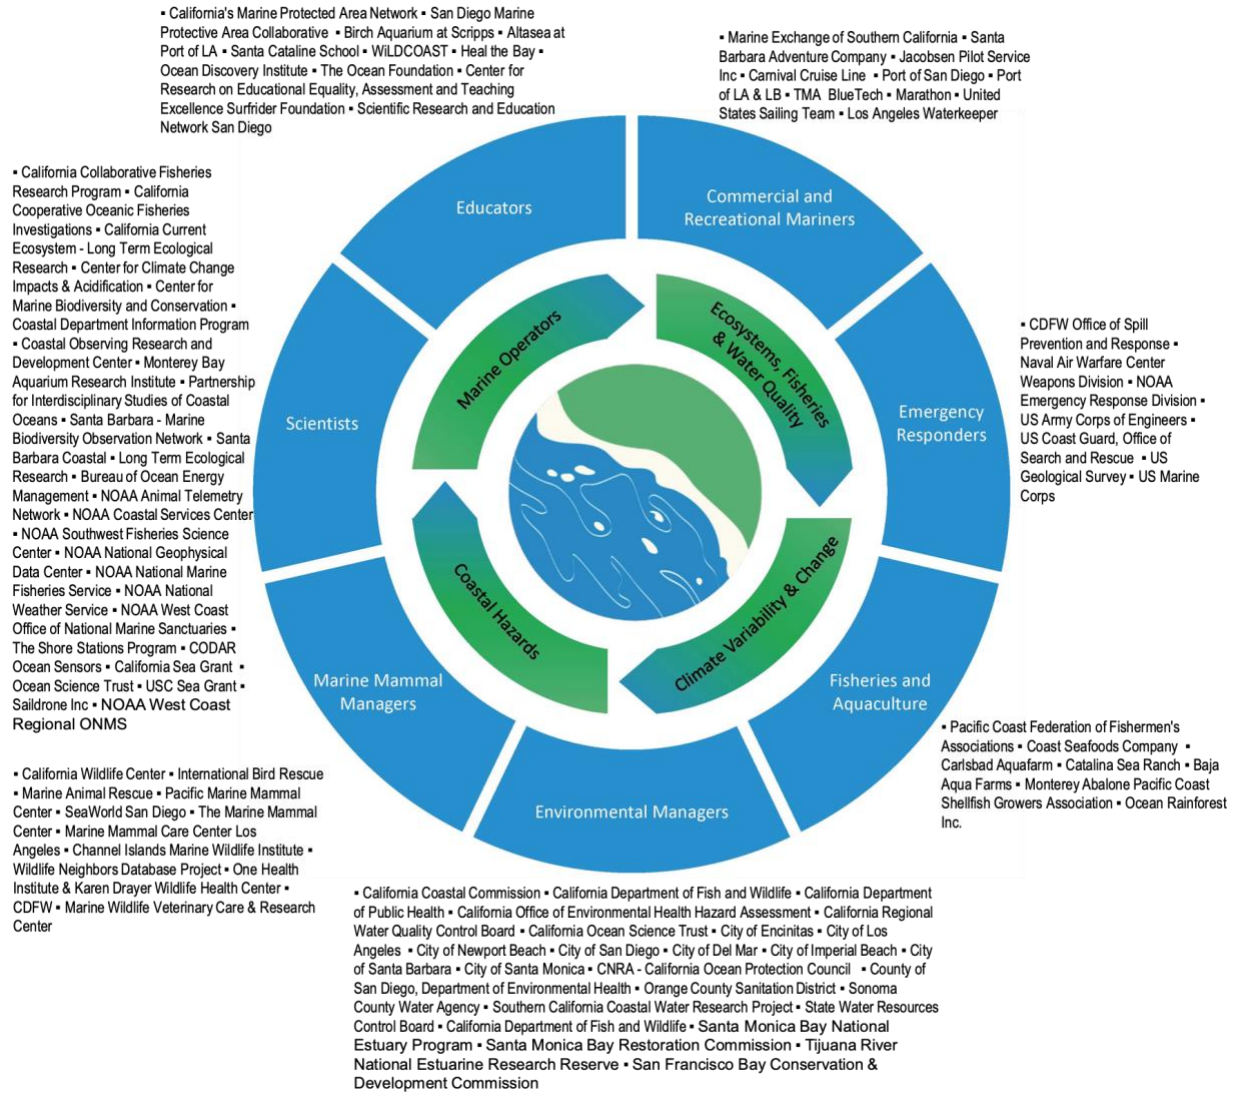 ▪ California's Marine Protected Area Network ▪ San Diego Marine
Protective Area Collaborative ▪ Birch Aquarium at Scripps ▪ Altasea at
Port of LA ▪ Santa Cataline School ▪ WiLDCOAST ▪ Heal the Bay ▪
Ocean Discovery Institute ▪ The Ocean Foundation ▪ Center for
Research on Educational Equality, Assessment and Teaching
Excellence Surfrider Foundation ▪ Scientific Research and Education
Network San Diego
▪ Marine Exchange of Southern California ▪ Santa
Barbara Adventure Company ▪ Jacobsen Pilot Service
Inc ▪ Carnival Cruise Line ▪ Port of San Diego ▪ Port
of LA & LB ▪ TMA BlueTech ▪ Marathon ▪ United
States Sailing Team ▪ Los Angeles Waterkeeper
▪ California Collaborative Fisheries
Research Program ▪ California
Cooperative Oceanic Fisheries
Investigations ▪ California Current
Ecosystem - Long Term Ecological
Research ▪ Center for Climate Change
Impacts & Acidification ▪ Center for
Marine Biodiversity and Conservation ▪
Coastal Department Information Program
▪ Coastal Observing Research and
Development Center ▪ Monterey Bay
Aquarium Research Institute ▪ Partnership
for Interdisciplinary Studies of Coastal
Oceans ▪ Santa Barbara - Marine
Biodiversity Observation Network ▪ Santa
Barbara Coastal ▪ Long Term Ecological
Research ▪ Bureau of Ocean Energy
Management ▪ NOAA Animal Telemetry
Network ▪ NOAA Coastal Services Center
▪ NOAA Southwest Fisheries Science
Center ▪ NOAA National Geophysical
Data Center ▪ NOAA National Marine
Fisheries Service ▪ NOAA National
Weather Service ▪ NOAA West Coast
Office of National Marine Sanctuaries ▪
The Shore Stations Program ▪ CODAR
Ocean Sensors ▪ California Sea Grant ▪
Ocean Science Trust ▪ USC Sea Grant ▪
Saildrone Inc ▪ NOAA West Coast
Regional ONMS
Educators
Commercial and
Recreational Mariners
Scientists
Emergency
Responders
Marine Mammal
Managers
Fisheries and
Aquaculture
Environmental Managers
Marine Operators
Ecosystems, Fisheries
& Water Quality
Coastal Hazards
Climate Variability & Change
▪ CDFW Office of Spill
Prevention and Response ▪
Naval Air Warfare Center
Weapons Division ▪ NOAA
Emergency Response Division ▪
US Army Corps of Engineers ▪
US Coast Guard, Office of
Search and Rescue ▪ US
Geological Survey ▪ US Marine
Corps
▪ Pacific Coast Federation of Fishermen's
Associations ▪ Coast Seafoods Company ▪
Carlsbad Aquafarm ▪ Catalina Sea Ranch ▪ Baja
Aqua Farms ▪ Monterey Abalone Pacific Coast
Shellfish Growers Association ▪ Ocean Rainforest
Inc.
▪ California Wildlife Center ▪ International Bird Rescue
▪ Marine Animal Rescue ▪ Pacific Marine Mammal
Center ▪ SeaWorld San Diego ▪ The Marine Mammal
Center ▪ Marine Mammal Care Center Los
Angeles ▪ Channel Islands Marine Wildlife Institute ▪
Wildlife Neighbors Database Project ▪ One Health
Institute & Karen Drayer Wildlife Health Center ▪
CDFW ▪ Marine Wildlife Veterinary Care & Research
Center
▪ California Coastal Commission ▪ California Department of Fish and Wildlife ▪ California Department
of Public Health ▪ California Office of Environmental Health Hazard Assessment ▪ California Regional
Water Quality Control Board ▪ California Ocean Science Trust ▪ City of Encinitas ▪ City of Los
Angeles ▪ City of Newport Beach ▪ City of San Diego ▪ City of Del Mar ▪ City of Imperial Beach ▪ City
of Santa Barbara ▪ City of Santa Monica ▪ CNRA - California Ocean Protection Council ▪ County of
San Diego, Department of Environmental Health ▪ Orange County Sanitation District ▪ Sonoma
County Water Agency ▪ Southern California Coastal Water Research Project ▪ State Water Resources
Control Board ▪ California Department of Fish and Wildlife ▪ Santa Monica Bay National
Estuary Program ▪ Santa Monica Bay Restoration Commission ▪ Tijuana River
National Estuarine Research Reserve ▪ San Francisco Bay Conservation &
Development Commission